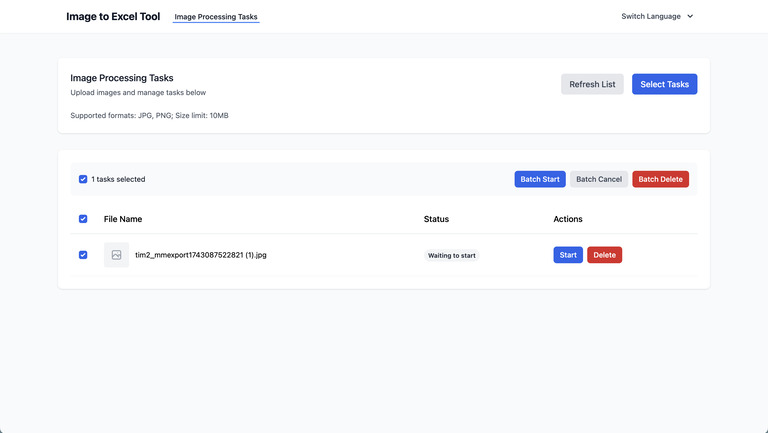 Image to Excel Tool
Image Processing Tasks
Switch Language
Image Processing Tasks
Upload images and manage tasks below
Supported formats: JPG, PNG; Size limit: 10MB
Refresh List
Select Tasks
1 tasks selected
Batch Start
Batch Cancel
Batch Delete
File Name
Status
Actions
tim2_mmexport1743087522821 (1).jpg
Waiting to start
Start
Delete